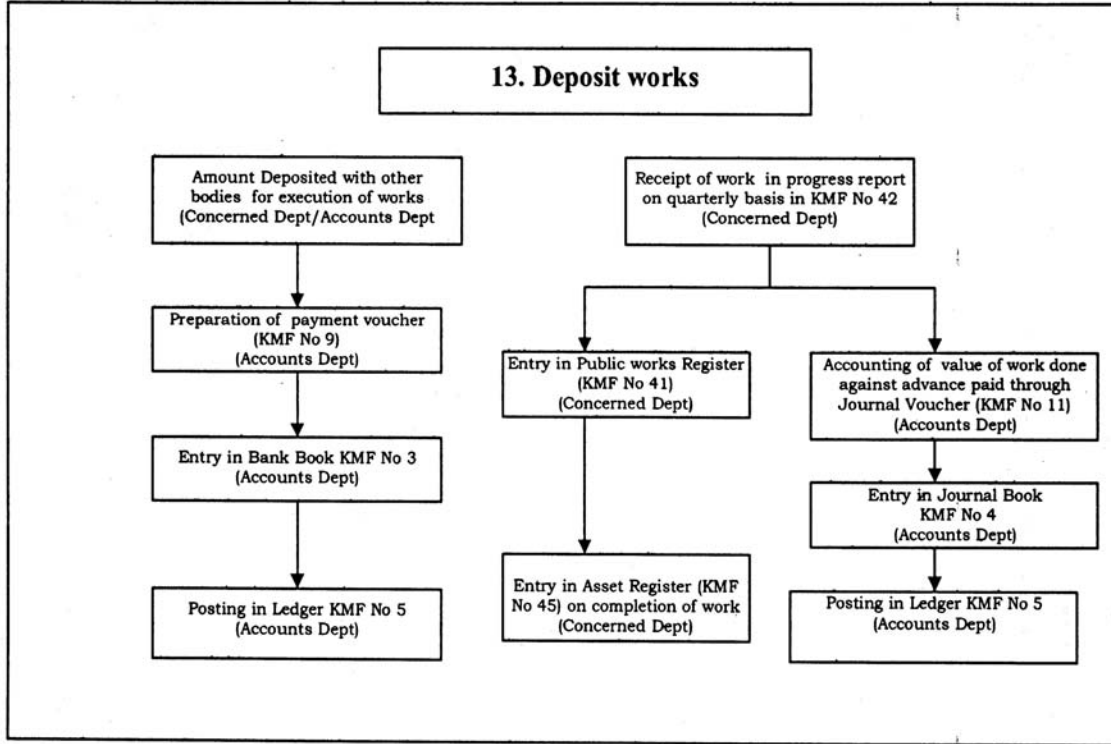 13. Deposit works
Amount Deposited with other
bodies for execution of works
(Concerned Dept/Accounts Dept
Preparation of payment voucher
(KMF No 9)
(Accounts Dept)
Entry in Bank Book KMF No 3
(Accounts Dept)
Posting in Ledger KMF No 5
(Accounts Dept)
Receipt of work in progress report
on quarterly basis in KMF No 42
(Concerned Dept)
Entry in Public works Register
(KMF No 41)
(Concerned Dept)
Entry in Asset Register (KMF
No 45) on completion of work
(Concerned Dept)
Accounting of value of work done
against advance paid through
Journal Voucher (KMF No 11)
(Accounts Dept)
Entry in Journal Book
KMF No 4
(Accounts Dept)
Posting in Ledger KMF No 5
(Accounts Dept)